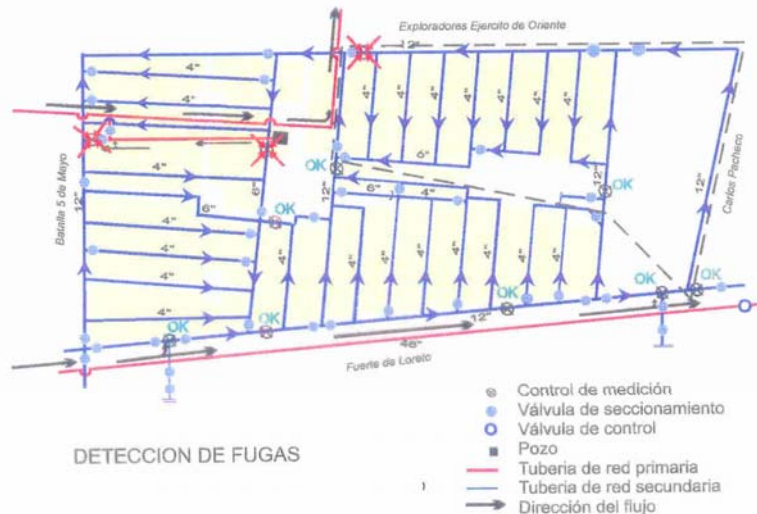 Exploradores Ejercito de Oriente
12"
12"
4"
4"
4" 4" 4" 4" 4" 4" 4"
6"
Batalla 5 de Mayo
12"
4"
6"
6"
OK
OK
12"
6"
4"
12"
OK
12"
Carlos Pacheco
4"
4"
4"
4"
4" 4" 4" 4" 4" 4" 4" 4"
OK
OK
OK
OK
OK
12"
48"
Fuerte de Loreto
DETECCION DE FUGAS
Control de medición
Válvula de seccionamiento
Válvula de control
Pozo
Tuberia de red primaria
Tuberia de red secundaria
Dirección del flujo